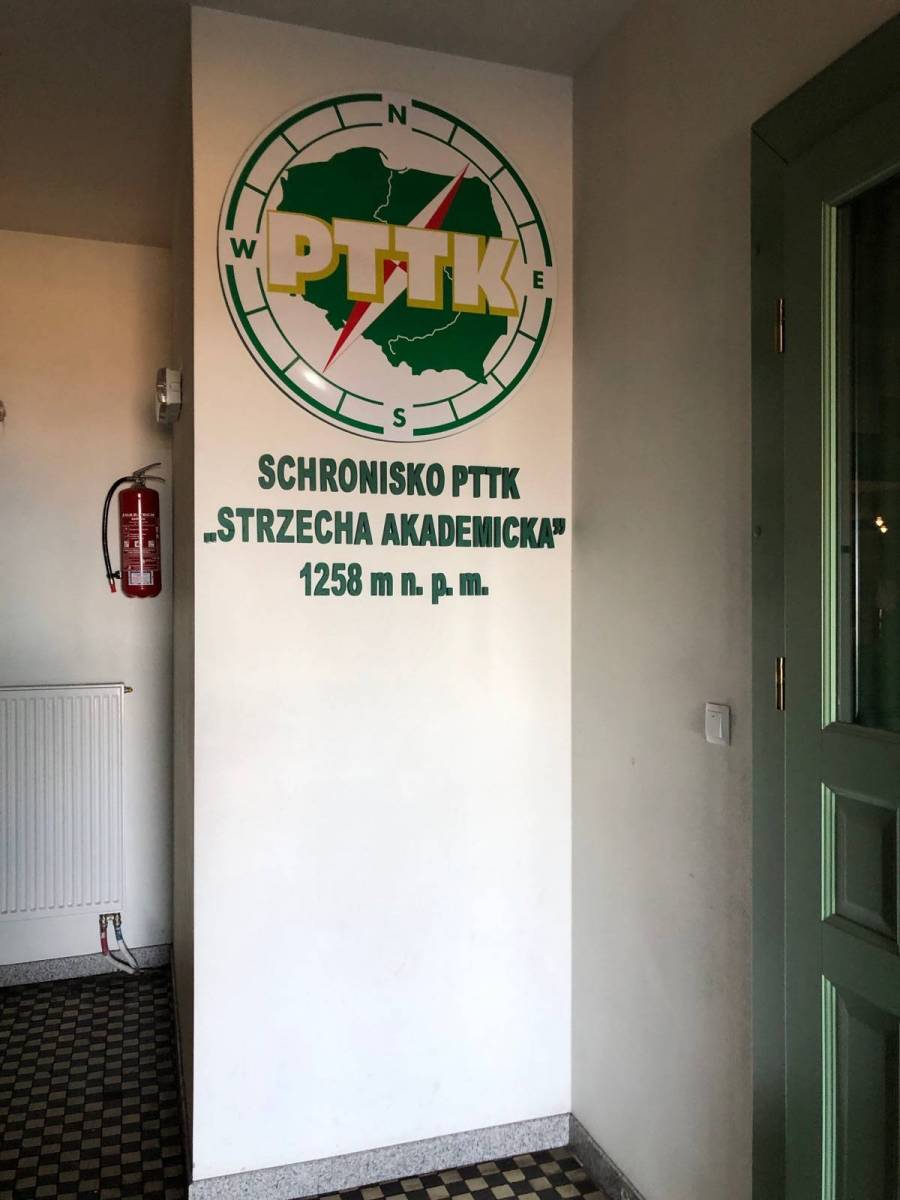 N
W
PTTK
E
S
SCHRONISKO PTTK
„STRZECHA AKADEMICKA”
1258 m n. p. m.